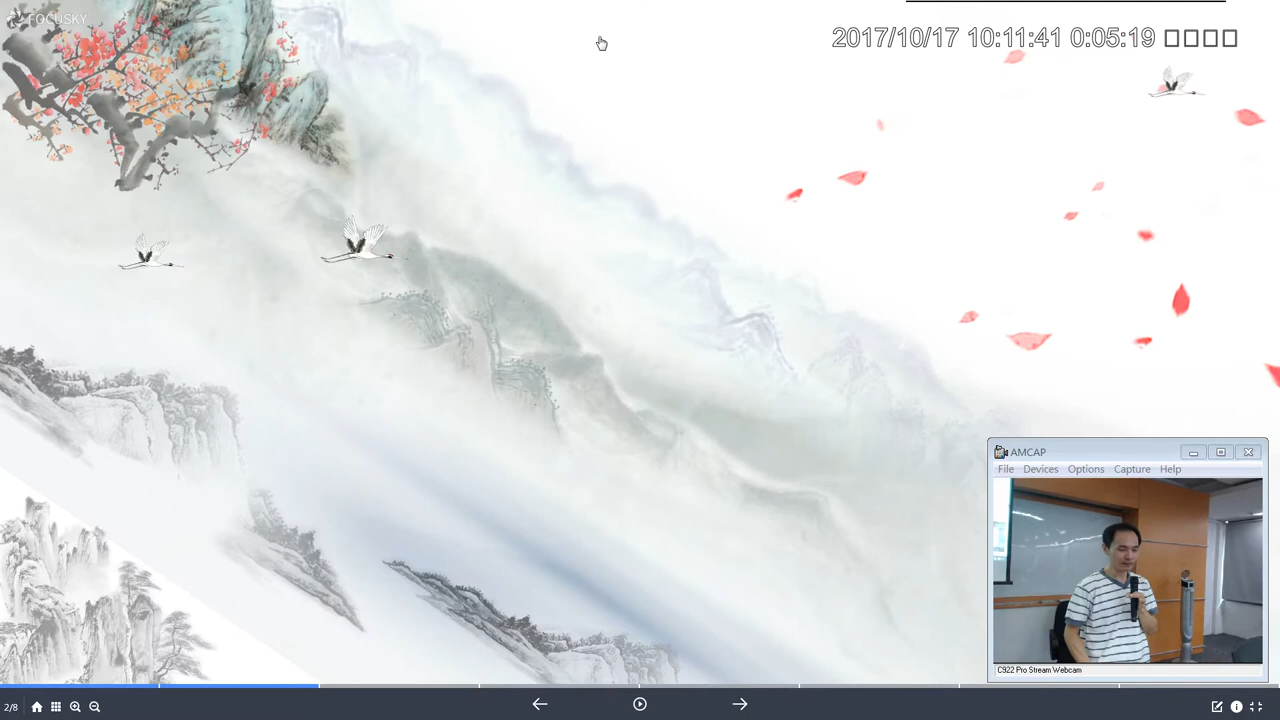 FOCUSKY
2017/10/17 10:11:41 0:05:19 □□□□
AMCAP
File Devices Options Capture Help
C922 Pro Stream Webcam
2/8